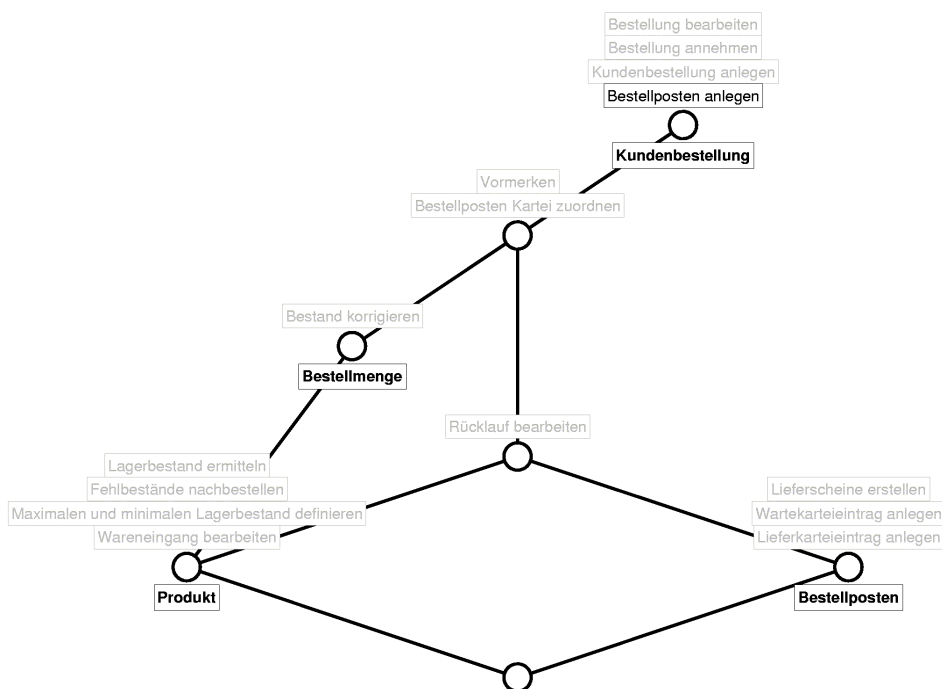 Bestellung bearbeiten
Bestellung annehmen
Kundenbestellung anlegen
Bestellposten anlegen
Kundenbestellung
Vormerken
Bestellposten Kartei zuordnen
Bestand korrigieren
Bestellmenge
Rücklauf bearbeiten
Lagerbestand ermitteln
Fehlbestände nachbestellen
Maximalen und minimalen Lagerbestand definieren
Wareneingang bearbeiten
Produkt
Lieferscheine erstellen
Wartekarteieintrag anlegen
Lieferkarteieintrag anlegen
Bestellposten